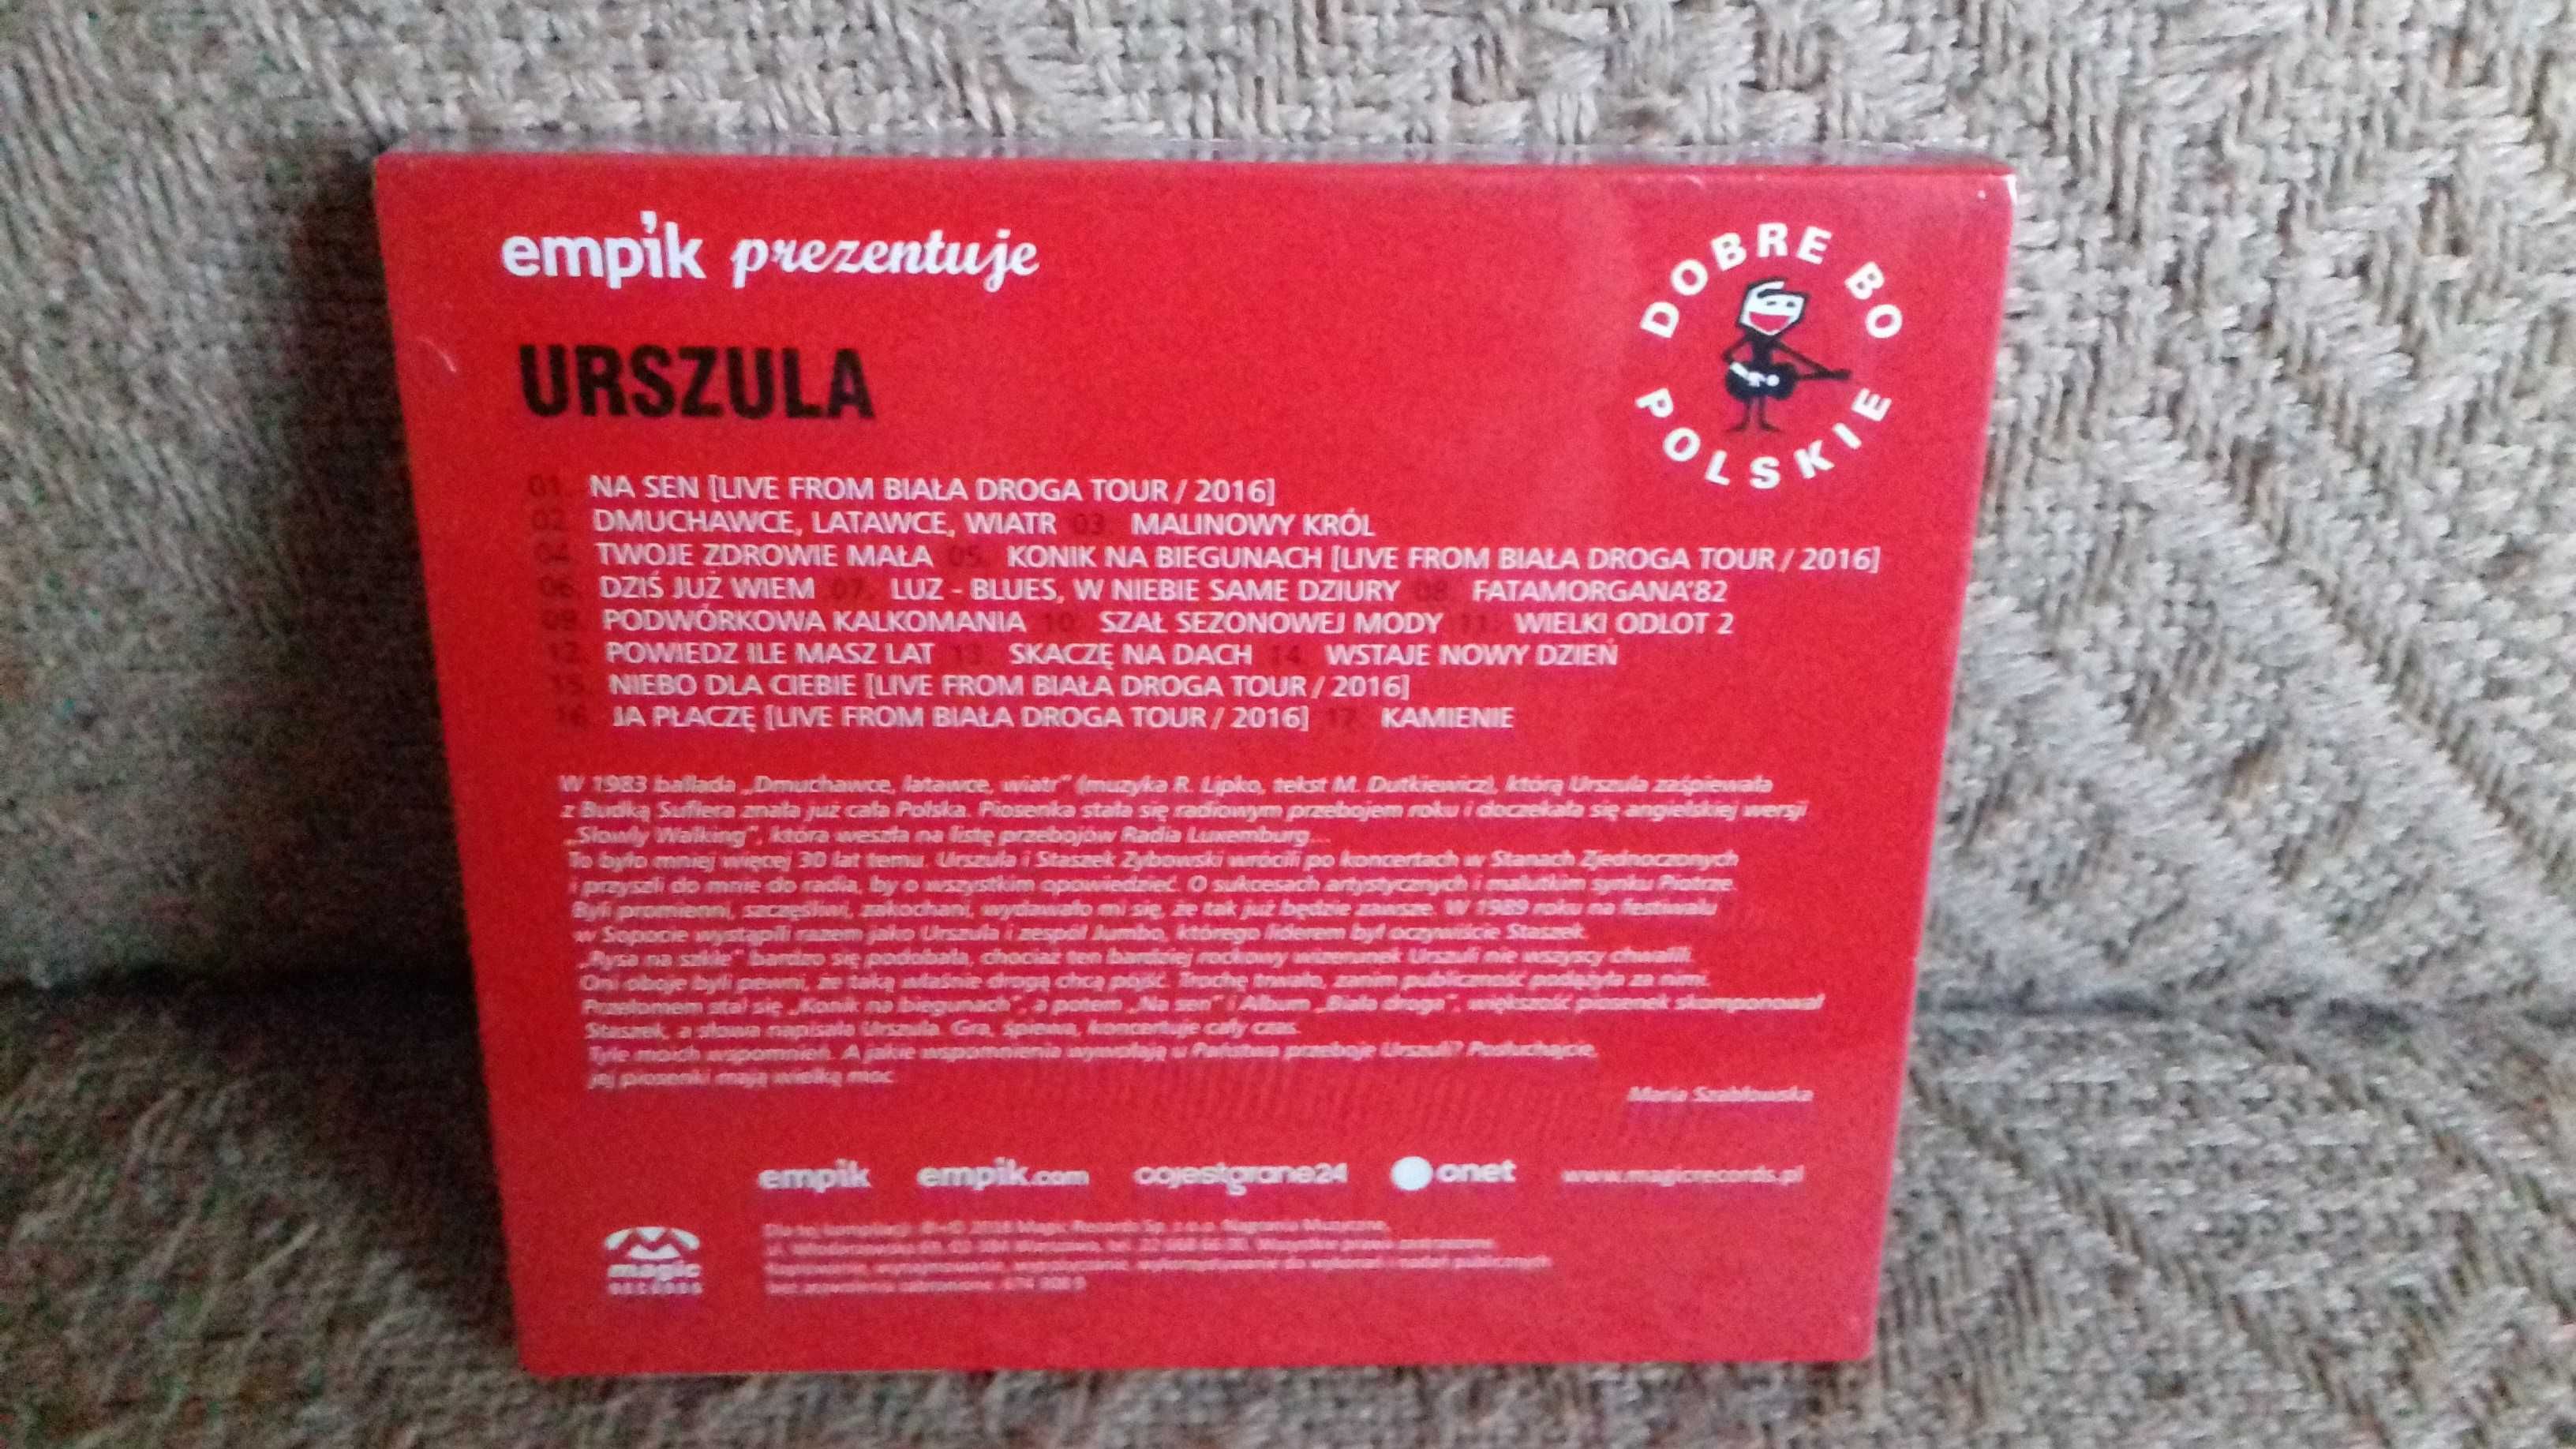 empik prezentuje
DOBRE BO POLSKIE
URSZULA
01. NA SEN [LIVE FROM BIAŁA DROGA TOUR / 2016]
02. DMUCHAWCE, LATAWCE, WIATR 03. MALINOWY KRÓL
04. TWOJE ZDROWIE MAŁA 05. KONIK NA BIEGUNACH [LIVE FROM BIAŁA DROGA TOUR / 2016]
06. DZIŚ JUŻ WIEM 07. LUZ - BLUES, W NIEBIE SAME DZIURY 08. FATAMORGANA'82
09. PODWÓRKOWA KALKOMANIA 10. SZAŁ SEZONOWEJ MODY 11. WIELKI ODLOT 2
12. POWIEDZ ILE MASZ LAT 13. SKACZĘ NA DACH 14. WSTAJE NOWY DZIEŃ
15. NIEBO DLA CIEBIE [LIVE FROM BIAŁA DROGA TOUR / 2016]
16. JA PŁACZĘ [LIVE FROM BIAŁA DROGA TOUR / 2016] 17. KAMIENIE
W 1983 ballada „Dmuchawce, latawce, wiatr" (muzyka R. Lipko, tekst M. Dutkiewicz), którą Urszula zaśpiewała
z Budką Suflera znała już cała Polska. Piosenka stała się radiowym przebojem roku i doczekała się angielskiej wersji
„Slowly Walking", która weszła na listę przebojów Radia Luxemburg...
To było mniej więcej 30 lat temu. Urszula i Staszek Zybowski wrócili po koncertach w Stanach Zjednoczonych
i przyszli do mnie do radia, by o wszystkim opowiedzieć. O sukcesach artystycznych i malutkim synku Piotrze.
Byli promienni, szczęśliwi, zakochani, wydawało mi się, że tak już będzie zawsze. W 1989 roku na festiwalu
w Sopocie wystąpili razem jako Urszula i zespół Jumbo, którego liderem był oczywiście Staszek.
„Rysa na szkle" bardzo się podobała, chociaż ten bardziej rockowy wizerunek Urszuli nie wszyscy chwalili.
Oni oboje byli pewni, że taką właśnie drogą chcą pójść. Trochę trwało, zanim publiczność podążyła za nimi.
Przełomem stał się „Konik na biegunach", a potem „Na sen" i Album „Biała droga", większość piosenek skomponował
Staszek, a słowa napisała Urszula. Gra, śpiewa, koncertuje cały czas.
Tyle moich wspomnień. A jakie wspomnienia wywołają u Państwa przeboje Urszuli? Posłuchajcie,
jej piosenki mają wielką moc.
Maria Szabłowska
empik empik.com cojestgrane24 onet www.magicrecords.pl
magic
RECORDS
2018 Magic Records Sp. z o.o. Nagrania Muzyczne,